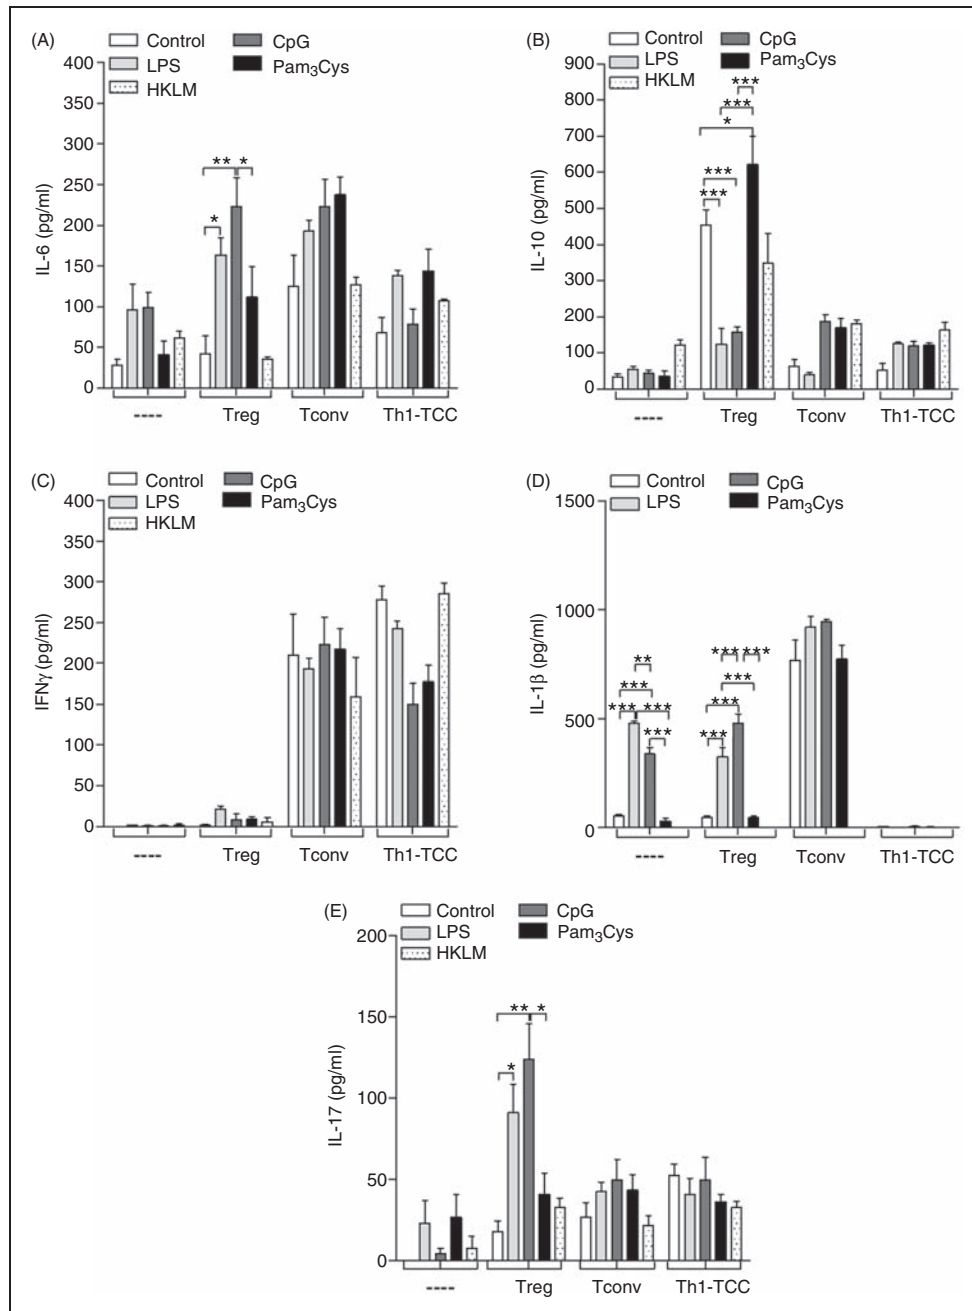 (A)
Control CpG
LPS Pam3Cys
HKLM
400
350
300
250
200
150
100
50
0
IL-6 (pg/ml)
** *
*
---- Treg Tconv Th1-TCC
(B)
Control CpG
LPS Pam3Cys
HKLM
900
800
700
600
500
400
300
200
100
0
IL-10 (pg/ml)
***
***
*
***
***
---- Treg Tconv Th1-TCC
(C)
Control CpG
LPS Pam3Cys
HKLM
400
350
300
250
200
150
100
50
0
IFNγ (pg/ml)
---- Treg Tconv Th1-TCC
(D)
Control CpG
LPS Pam3Cys
1500
1000
500
0
IL-1β (pg/ml)
** *** ***
*** ***
*** *** ***
*** ***
---- Treg Tconv Th1-TCC
(E)
Control CpG
LPS Pam3Cys
HKLM
200
150
100
50
0
IL-17 (pg/ml)
** *
*
---- Treg Tconv Th1-TCC